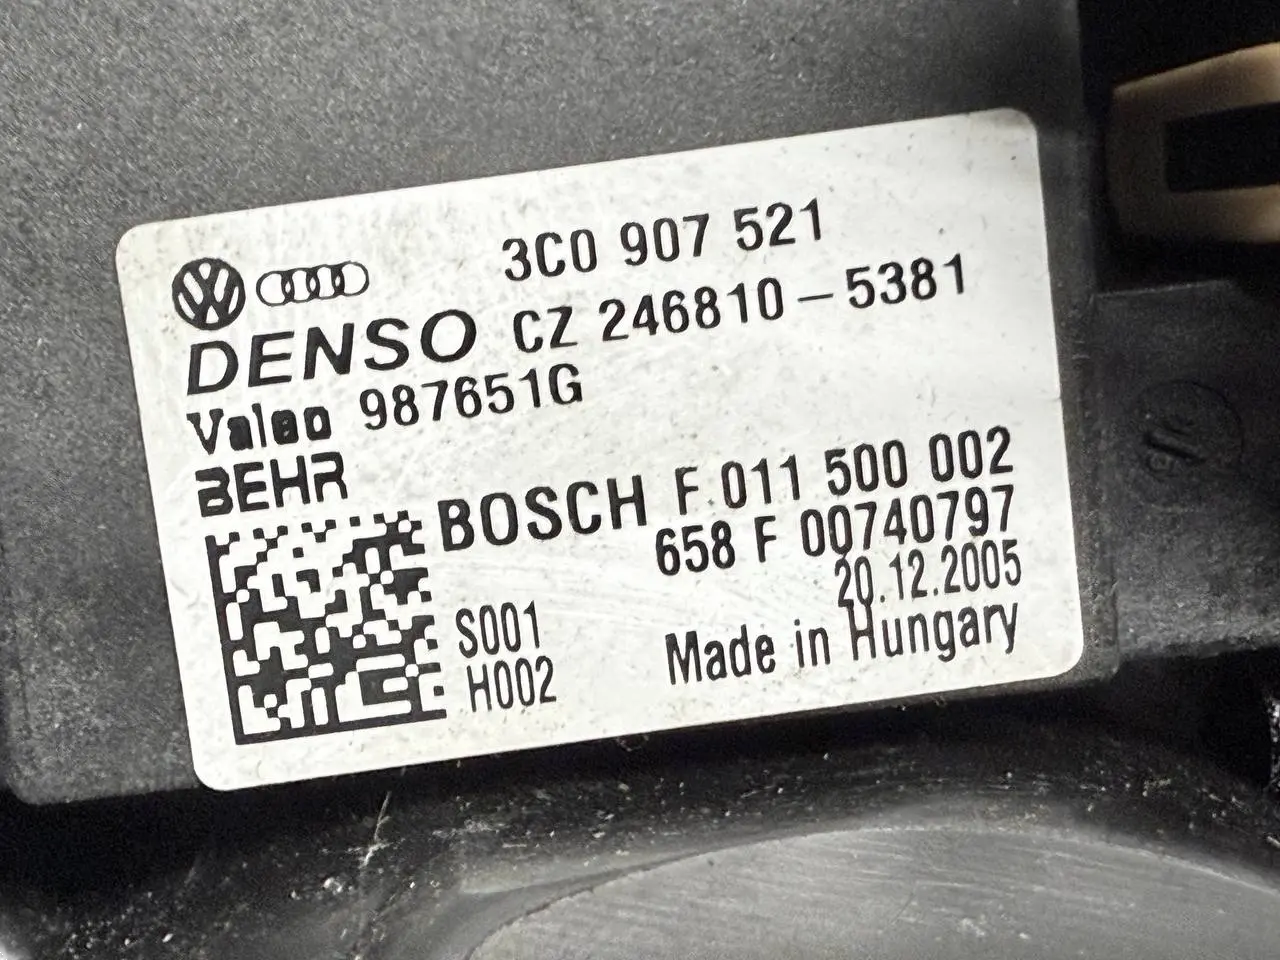 3C0 907 521
DENSO CZ 246810-5381
Valeo 987651G
BEHR
BOSCH F 011 500 002
658 F 00740797
20.12.2005
S001
H002
Made in Hungary